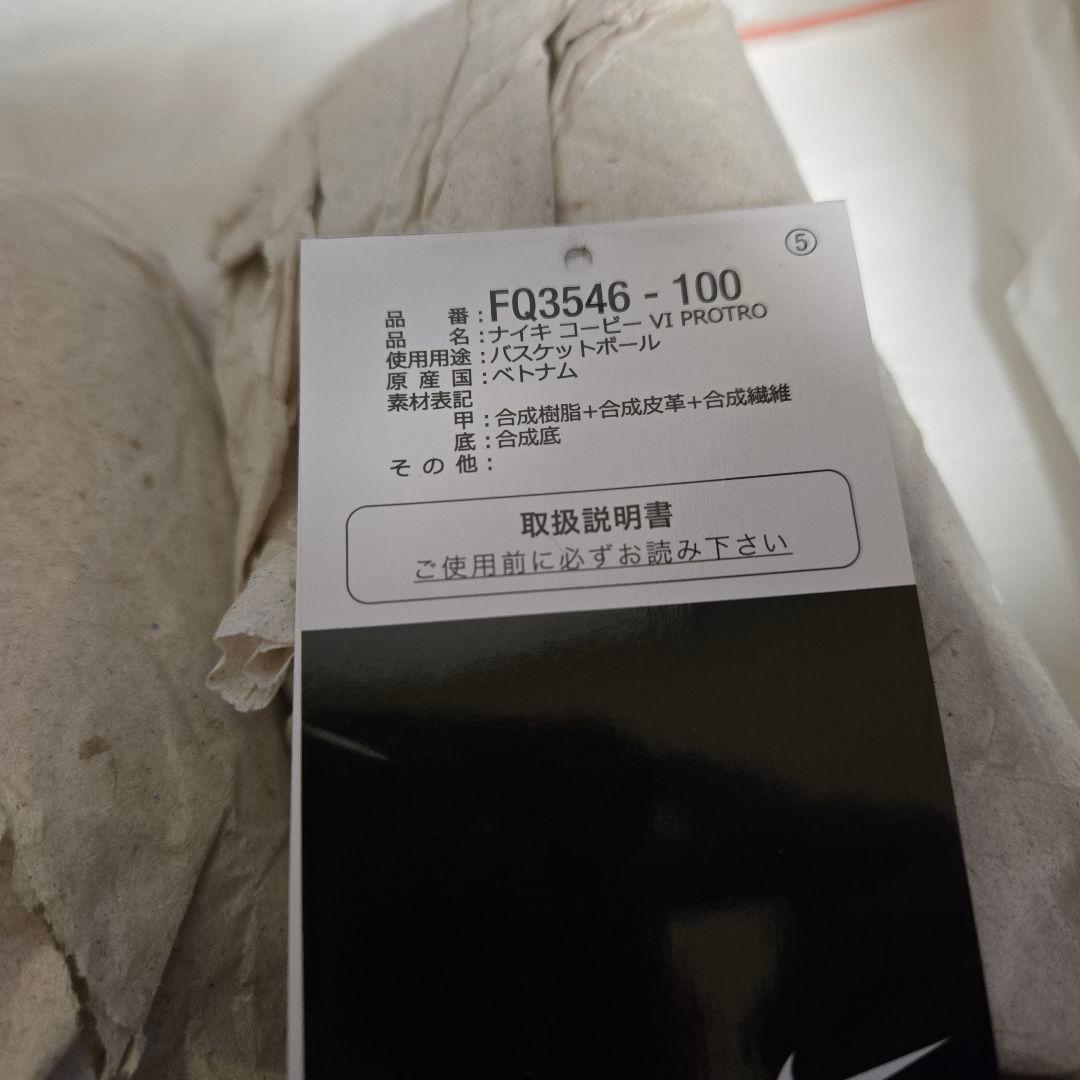 ⑤
品 番：FQ3546 - 100
品 名：ナイキ コービー VI PROTRO
使用用途：バスケットボール
原 産 国：ベトナム
素材表記
甲：合成樹脂+合成皮革+合成繊維
底：合成底
そ の 他：
取扱説明書
ご使用前に必ずお読み下さい